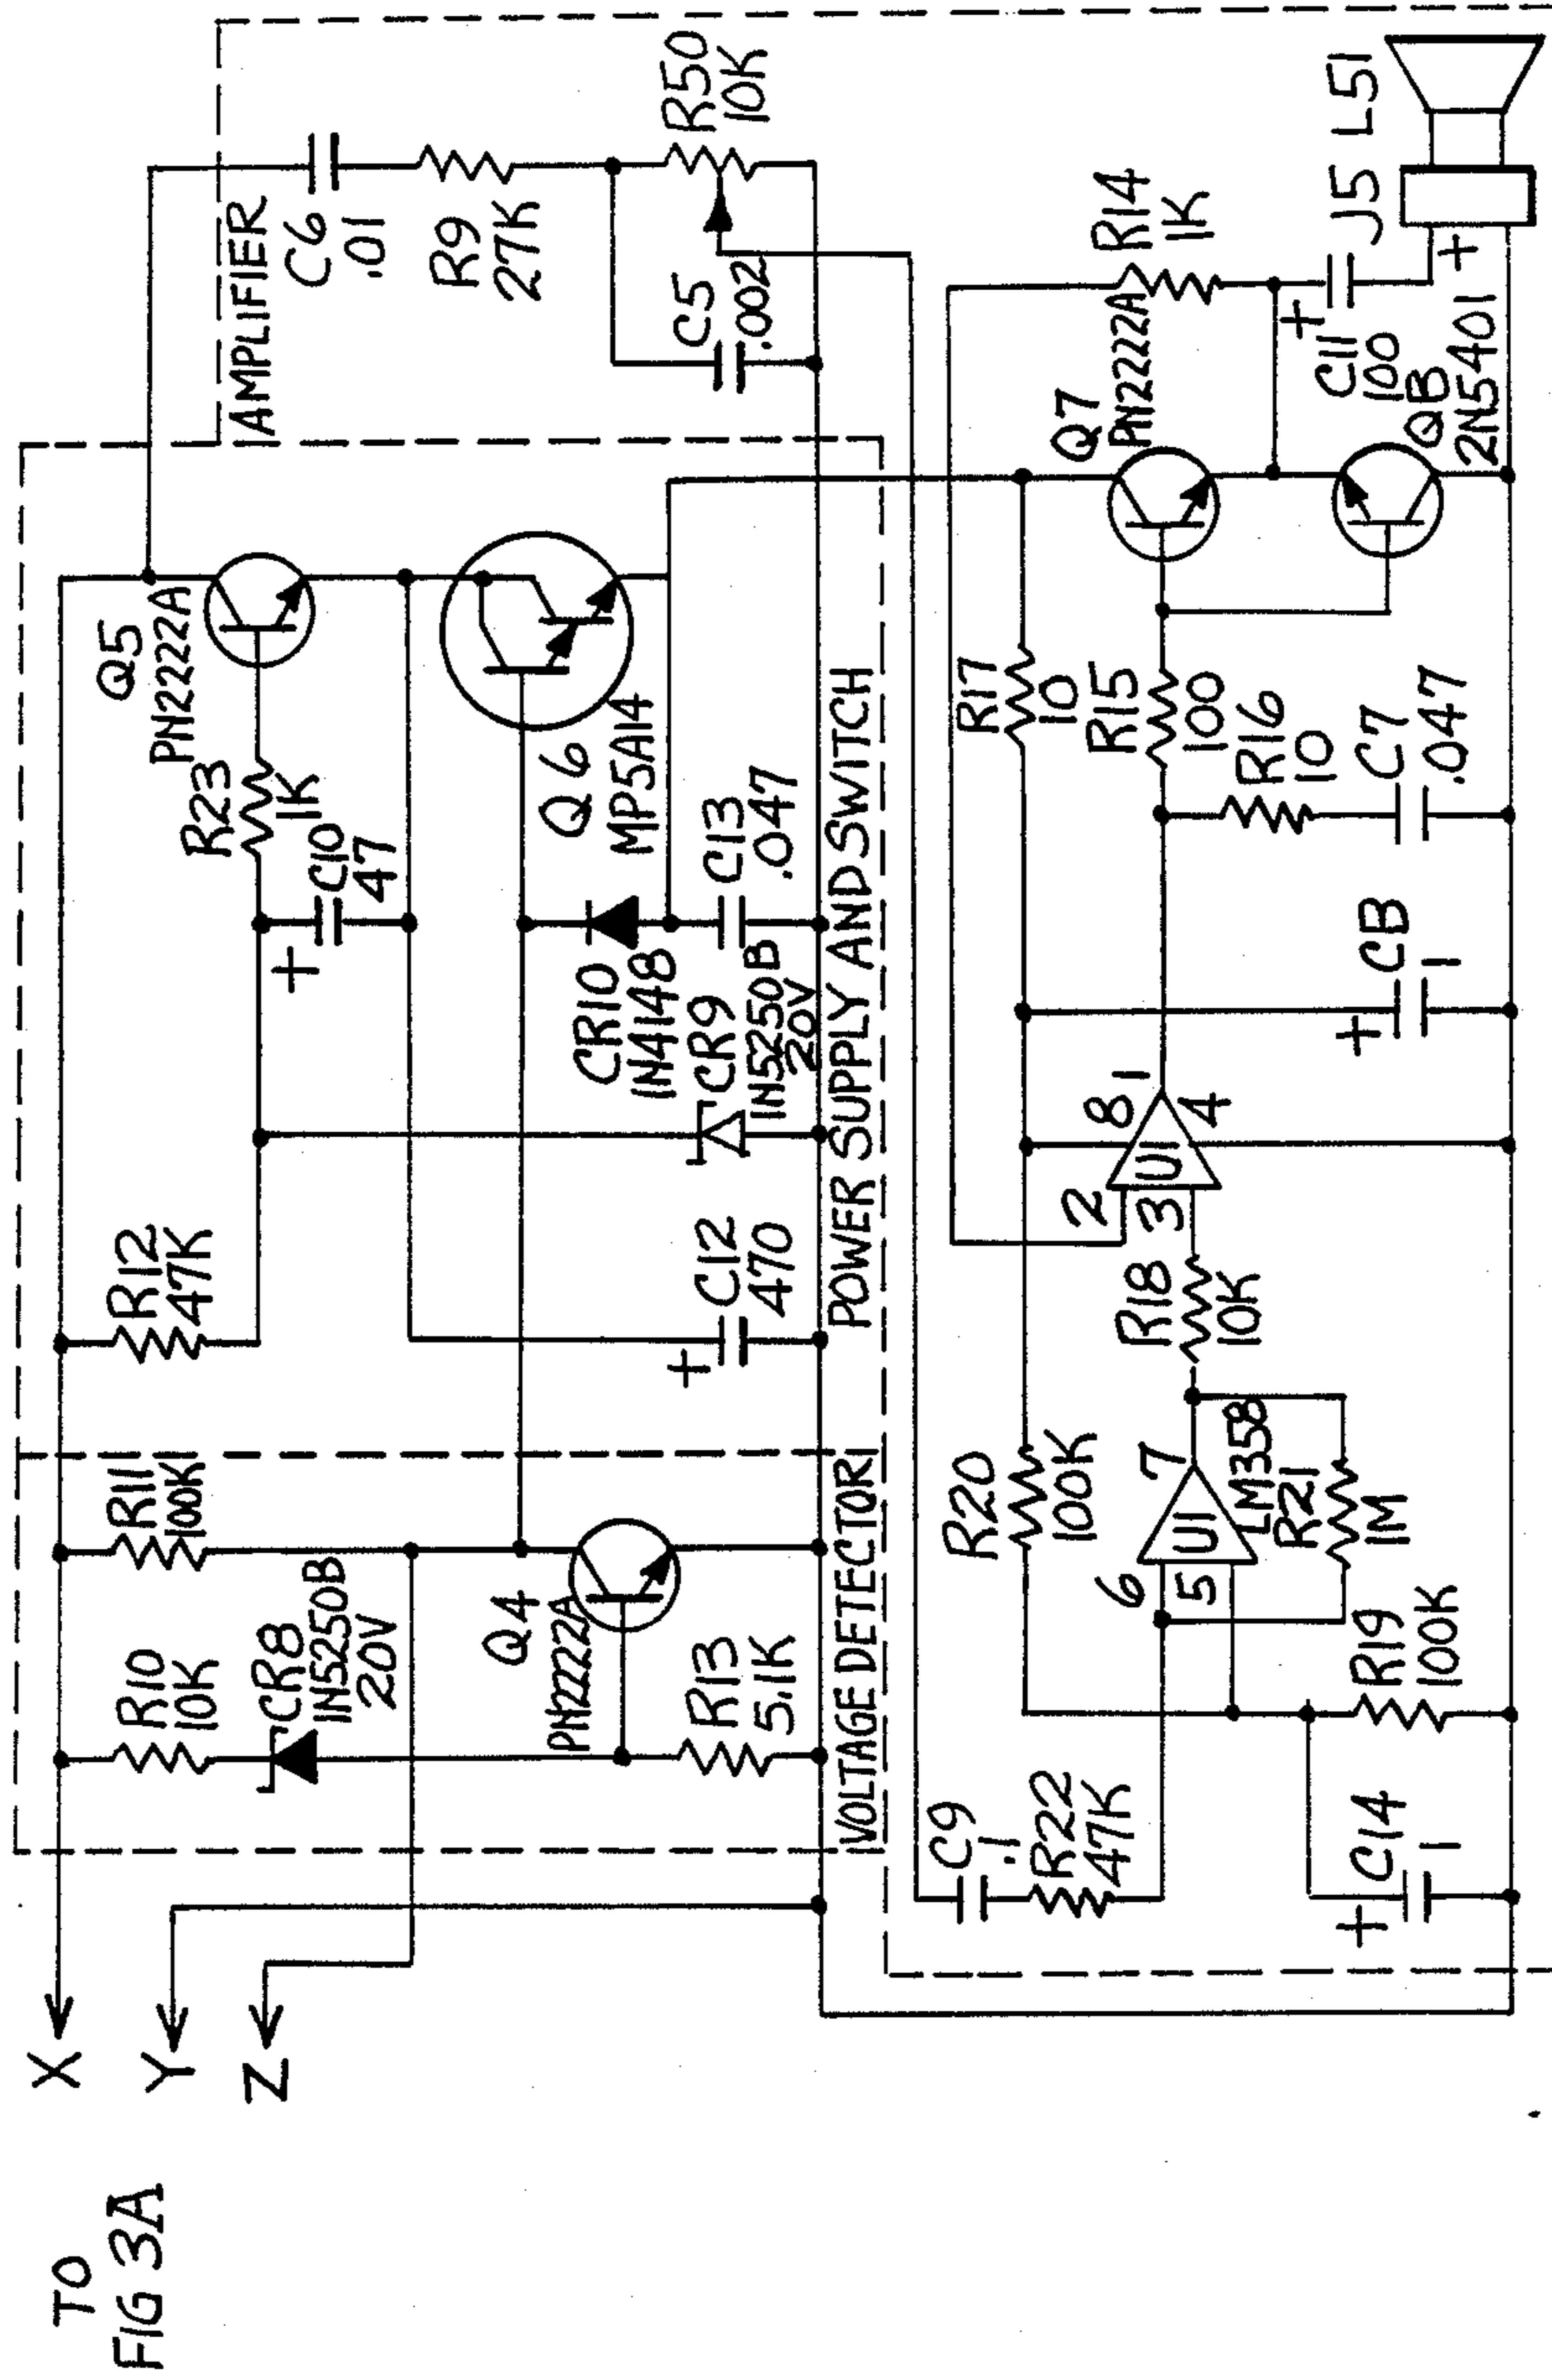 TO
FIG 3A
X
Y
Z
R10
10K
CR8
1N5250B
20V
R11
100K
Q4
PN2222A
R13
5.1K
VOLTAGE DETECTOR
R12
47K
C12
470
R23
1K
C10
47
+
+
Q5
PN2222A
Q6
MP5A14
CR10
1N4148
CR9
1N5250B
20V
C13
.047
POWER SUPPLY AND SWITCH
AMPLIFIER
C6
.01
R9
27K
C5
.002
R50
10K
C9
.1
R22
47K
C14
1
+
R20
100K
R19
100K
6
5
7
U1
LM358
R21
1M
R18
10K
2
3
8
1
4
U1
CB
1
+
R17
10
R15
100
R16
10
C7
.047
Q7
PN2222A
QB
2N5401
R14
1K
C11
100
+
J5
+
L51